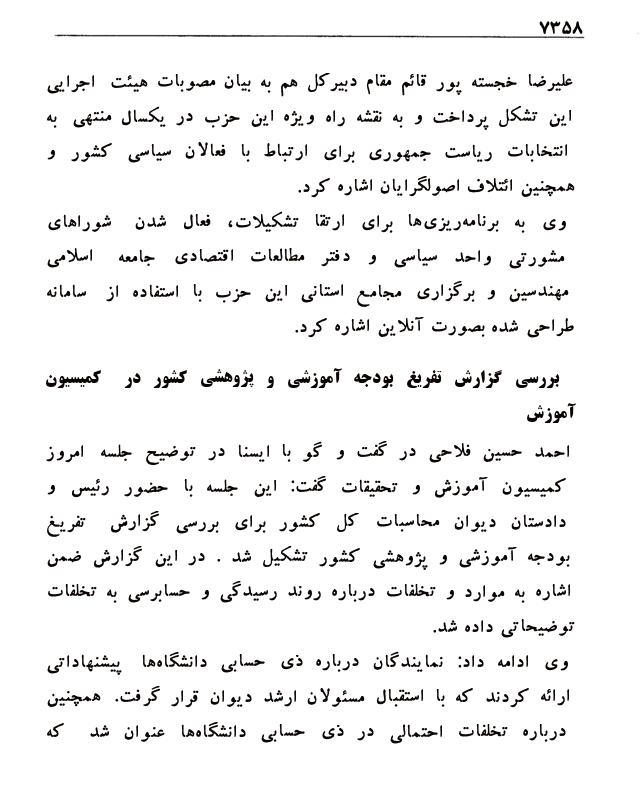 ۷۳۵۸
علیرضا خجسته پور قائم مقام دبیرکل هم به بیان مصوبات هیئت اجرایی
این تشکل پرداخت و به نقشه راه ویژه این حزب در یکسال منتهی به
انتخابات ریاست جمهوری برای ارتباط با فعالان سیاسی کشور و
همچنین ائتلاف اصولگرایان اشاره کرد.
وی به برنامه‌ریزی‌ها برای ارتقا تشکیلات، فعال شدن شوراهای
مشورتی واحد سیاسی و دفتر مطالعات اقتصادی جامعه اسلامی
مهندسین و برگزاری مجامع استانی این حزب با استفاده از سامانه
طراحی شده بصورت آنلاین اشاره کرد.
بررسی گزارش تفریغ بودجه آموزشی و پژوهشی کشور در کمیسیون
آموزش
احمد حسین فلاحی در گفت و گو با ایسنا در توضیح جلسه امروز
کمیسیون آموزش و تحقیقات گفت: این جلسه با حضور رئیس و
دادستان دیوان محاسبات کل کشور برای بررسی گزارش تفریغ
بودجه آموزشی و پژوهشی کشور تشکیل شد . در این گزارش ضمن
اشاره به موارد و تخلفات درباره روند رسیدگی و حسابرسی به تخلفات
توضیحاتی داده شد.
وی ادامه داد: نمایندگان درباره ذی حسابی دانشگاه‌ها پیشنهاداتی
ارائه کردند که با استقبال مسئولان ارشد دیوان قرار گرفت. همچنین
درباره تخلفات احتمالی در ذی حسابی دانشگاه‌ها عنوان شد که